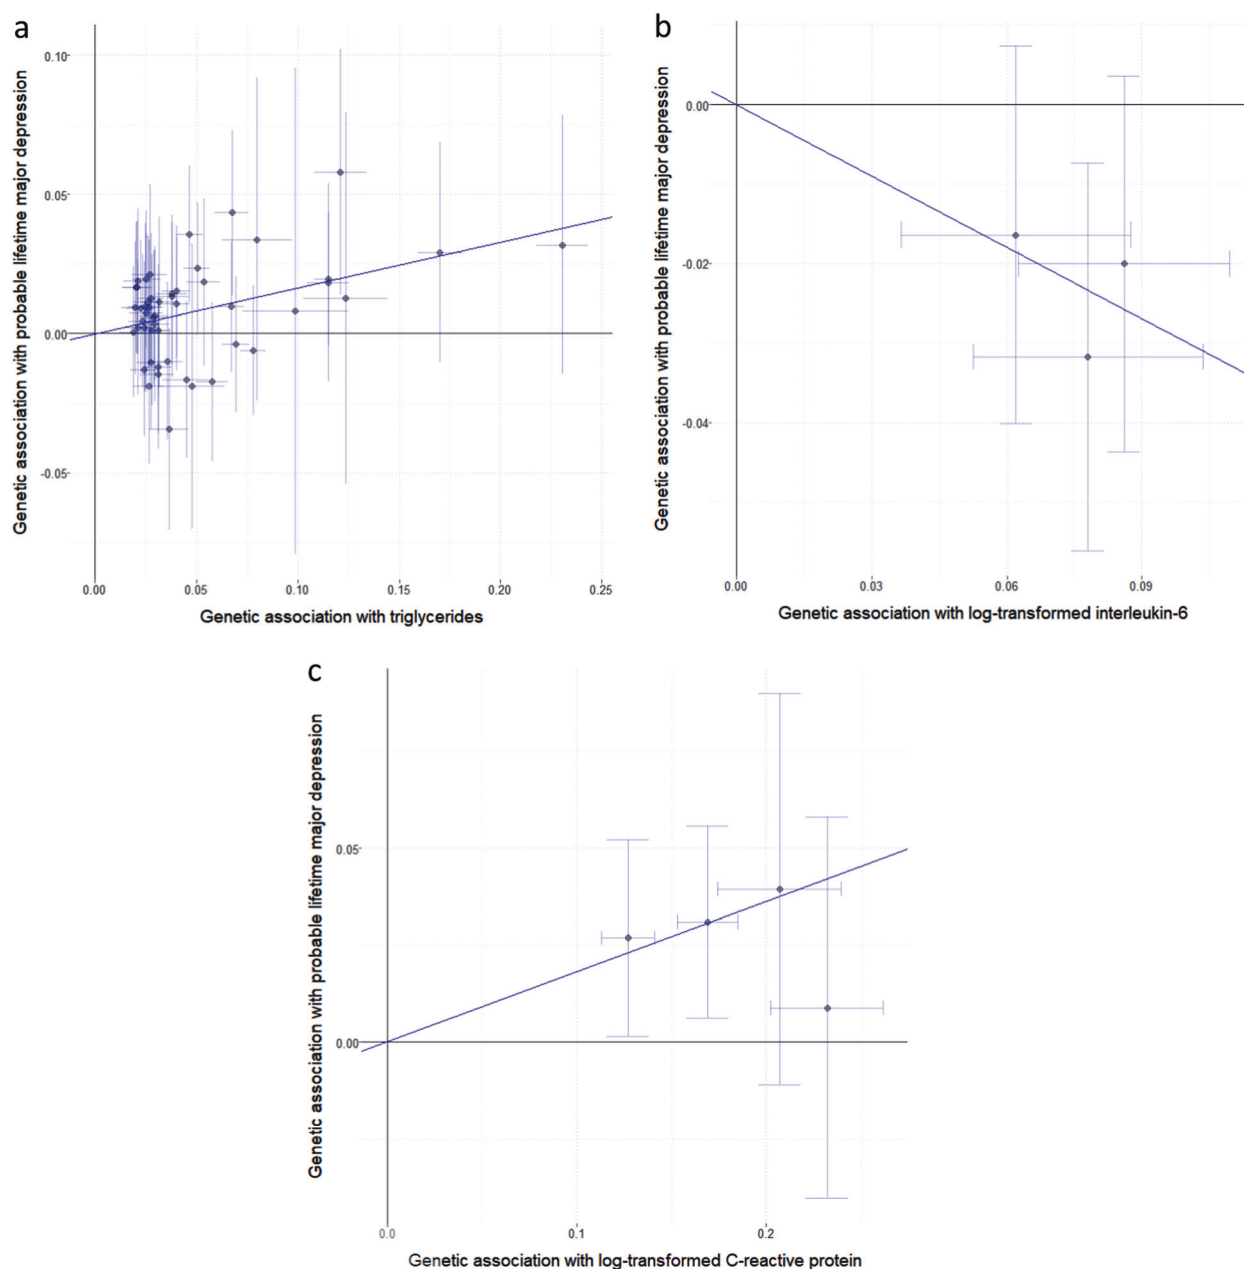 a
Genetic association with probable lifetime major depression
0.10
0.05
0.00
-0.05
0.00 0.05 0.10 0.15 0.20 0.25
Genetic association with triglycerides
b
Genetic association with probable lifetime major depression
0.00
-0.02
-0.04
0.00 0.03 0.06 0.09
Genetic association with log-transformed interleukin-6
c
Genetic association with probable lifetime major depression
0.05
0.00
0.0 0.1 0.2
Genetic association with log-transformed C-reactive protein